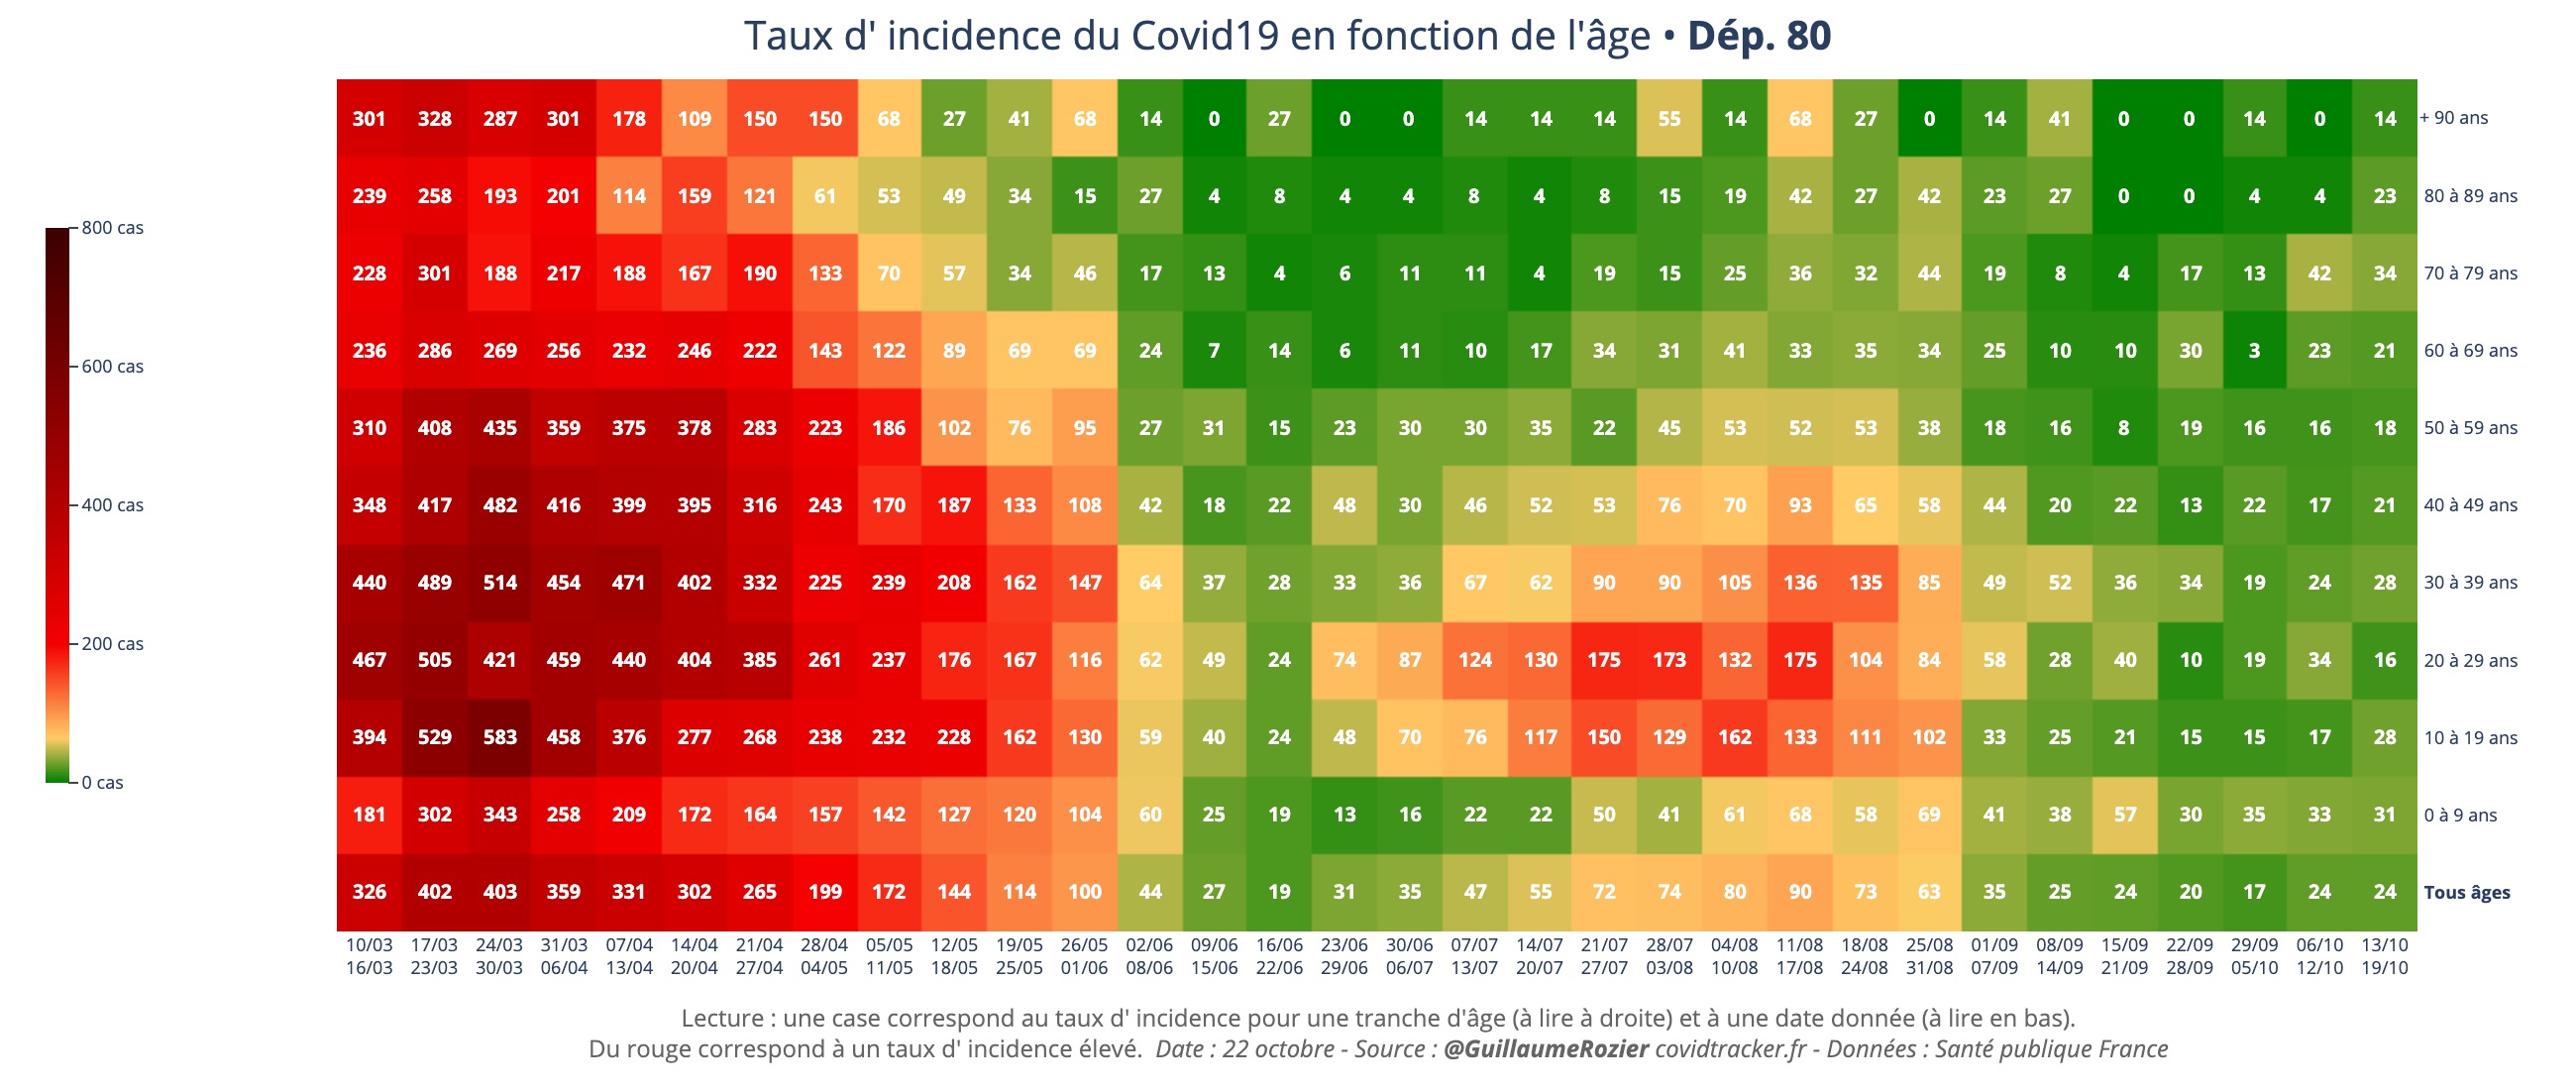 Taux d' incidence du Covid19 en fonction de l'âge • Dép. 80
800 cas
600 cas
400 cas
200 cas
0 cas
301 328 287 301 178 109 150 150 68 27 41 68 14 0 27 0 0 14 14 14 55 14 68 27 0 14 41 0 0 14 0 14 + 90 ans
239 258 193 201 114 159 121 61 53 49 34 15 27 4 8 4 4 8 4 8 15 19 42 27 42 23 27 0 0 4 4 23 80 à 89 ans
228 301 188 217 188 167 190 133 70 57 34 46 17 13 4 6 11 11 4 19 15 25 36 32 44 19 8 4 17 13 42 34 70 à 79 ans
236 286 269 256 232 246 222 143 122 89 69 69 24 7 14 6 11 10 17 34 31 41 33 35 34 25 10 10 30 3 23 21 60 à 69 ans
310 408 435 359 375 378 283 223 186 102 76 95 27 31 15 23 30 30 35 22 45 53 52 53 38 18 16 8 19 16 16 18 50 à 59 ans
348 417 482 416 399 395 316 243 170 187 133 108 42 18 22 48 30 46 52 53 76 70 93 65 58 44 20 22 13 22 17 21 40 à 49 ans
440 489 514 454 471 402 332 225 239 208 162 147 64 37 28 33 36 67 62 90 90 105 136 135 85 49 52 36 34 19 24 28 30 à 39 ans
467 505 421 459 440 404 385 261 237 176 167 116 62 49 24 74 87 124 130 175 173 132 175 104 84 58 28 40 10 19 34 16 20 à 29 ans
394 529 583 458 376 277 268 238 232 228 162 130 59 40 24 48 70 76 117 150 129 162 133 111 102 33 25 21 15 15 17 28 10 à 19 ans
181 302 343 258 209 172 164 157 142 127 120 104 60 25 19 13 16 22 22 50 41 61 68 58 69 41 38 57 30 35 33 31 0 à 9 ans
326 402 403 359 331 302 265 199 172 144 114 100 44 27 19 31 35 47 55 72 74 80 90 73 63 35 25 24 20 17 24 24 Tous âges
10/03 17/03 24/03 31/03 07/04 14/04 21/04 28/04 05/05 12/05 19/05 26/05 02/06 09/06 16/06 23/06 30/06 07/07 14/07 21/07 28/07 04/08 11/08 18/08 25/08 01/09 08/09 15/09 22/09 29/09 06/10 13/10
16/03 23/03 30/03 06/04 13/04 20/04 27/04 04/05 11/05 18/05 25/05 01/06 08/06 15/06 22/06 29/06 06/07 13/07 20/07 27/07 03/08 10/08 17/08 24/08 31/08 07/09 14/09 21/09 28/09 05/10 12/10 19/10
Lecture : une case correspond au taux d' incidence pour une tranche d'âge (à lire à droite) et à une date donnée (à lire en bas).
Du rouge correspond à un taux d' incidence élevé. Date : 22 octobre - Source : @GuillaumeRozier covidtracker.fr - Données : Santé publique France